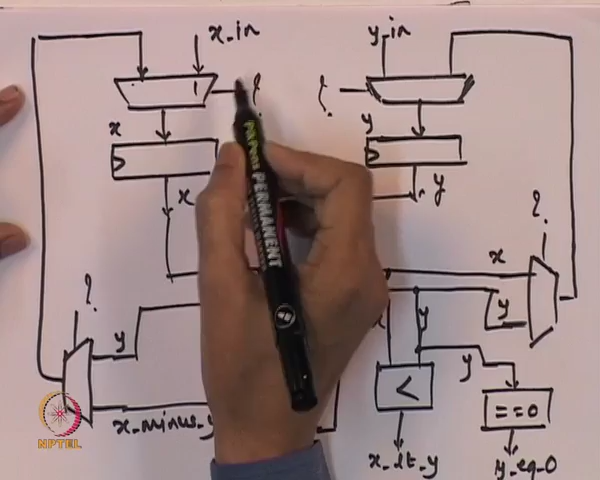 x_in
y_in
?
?
x
y
x
y
?
x
?
y
y
y
y
<
==0
x_minus_y
x_lt_y
y_eq_0
PERMANENT
NPTEL